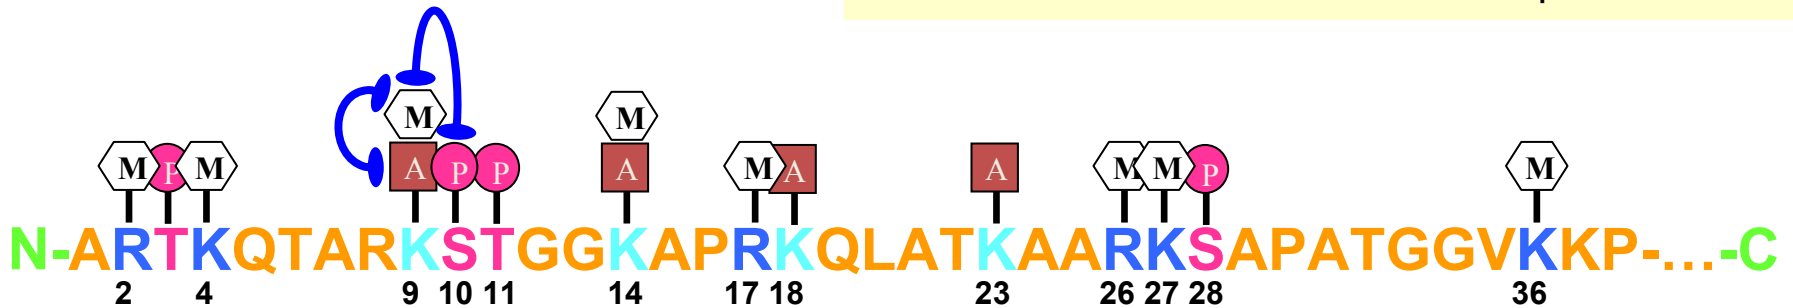 M M
M P M A P P A M A A M M P M
N-ARTKQTARKSTGGKAPRKQLATKAARKSAPATGGVKKP-...-C
2 4 9 10 11 14 17 18 23 26 27 28 36